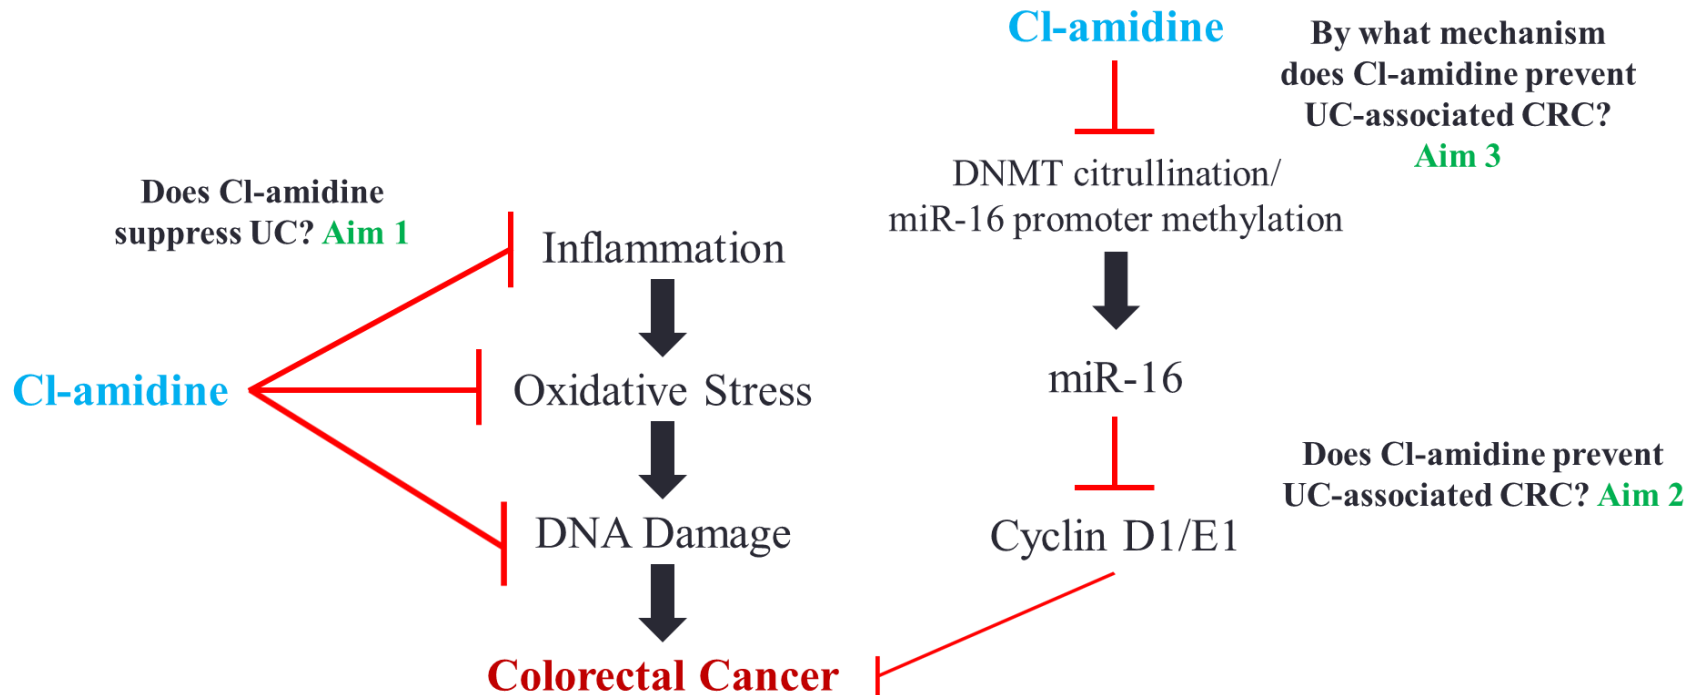 Cl-amidine
By what mechanism
does Cl-amidine prevent
UC-associated CRC?
Aim 3
DNMT citrullination/
miR-16 promoter methylation
Does Cl-amidine
suppress UC? Aim 1
Inflammation
Cl-amidine
Oxidative Stress
miR-16
DNA Damage
Does Cl-amidine prevent
UC-associated CRC? Aim 2
Cyclin D1/E1
Colorectal Cancer